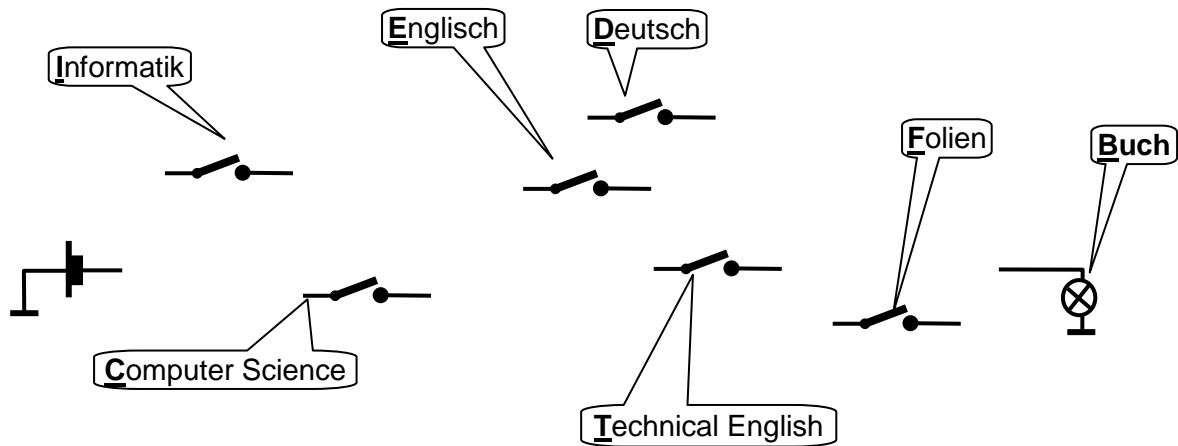 Informatik
Englisch
Deutsch
Folien
Buch
Computer Science
Technical English